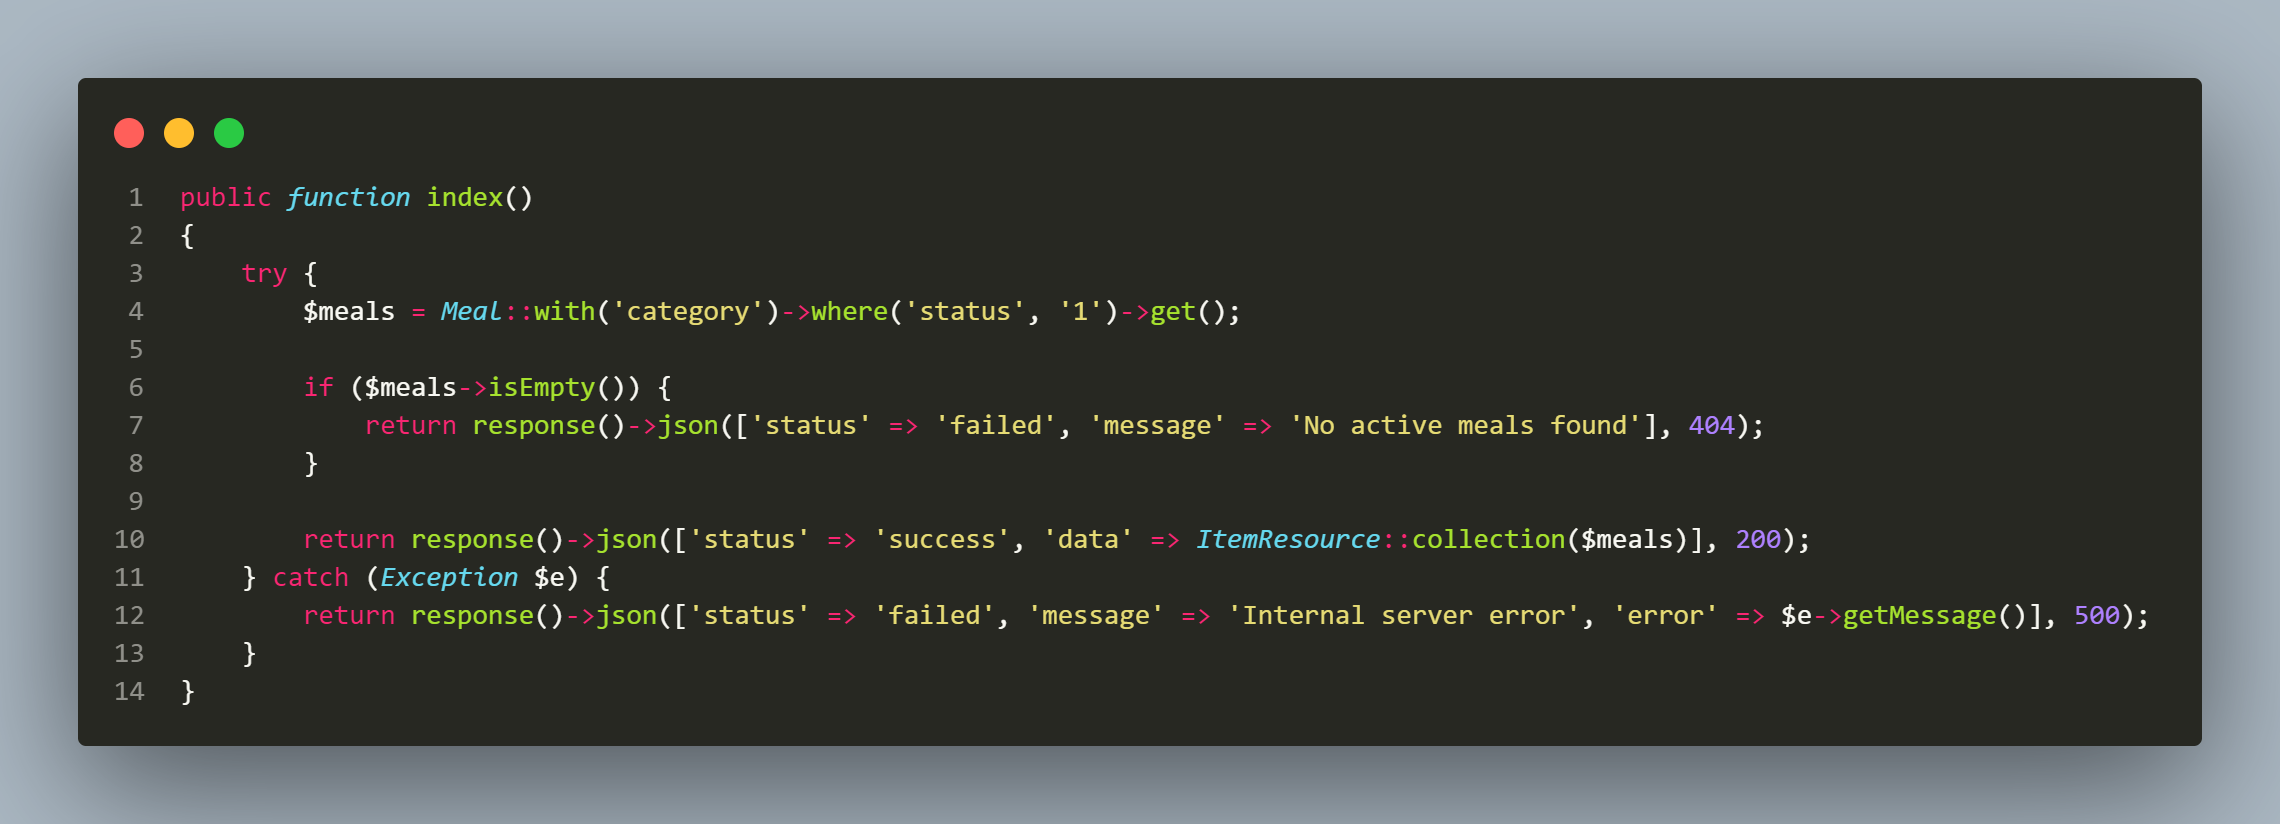 1 public function index()
2 {
3     try {
4         $meals = Meal::with('category')->where('status', '1')->get();
5
6         if ($meals->isEmpty()) {
7             return response()->json(['status' => 'failed', 'message' => 'No active meals found'], 404);
8         }
9
10         return response()->json(['status' => 'success', 'data' => ItemResource::collection($meals)], 200);
11     } catch (Exception $e) {
12         return response()->json(['status' => 'failed', 'message' => 'Internal server error', 'error' => $e->getMessage()], 500);
13     }
14 }